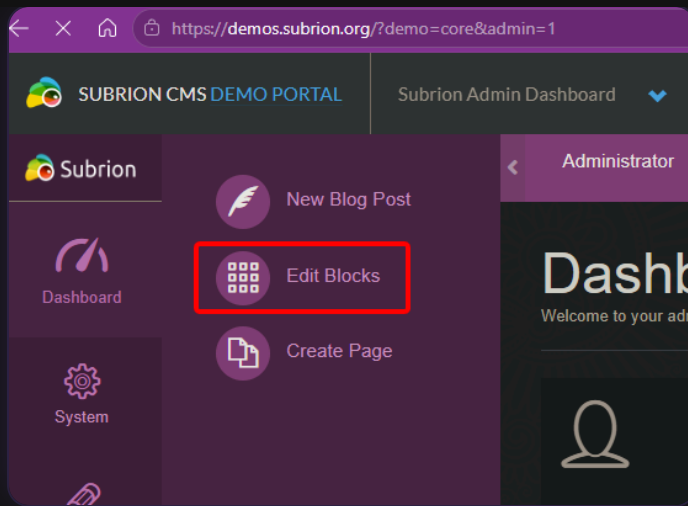 https://demos.subrion.org/?demo=core&admin=1
SUBRION CMS DEMO PORTAL
Subrion Admin Dashboard
Subrion
New Blog Post
Administrator
Edit Blocks
Dashb
Dashboard
Welcome to your adm
Create Page
System